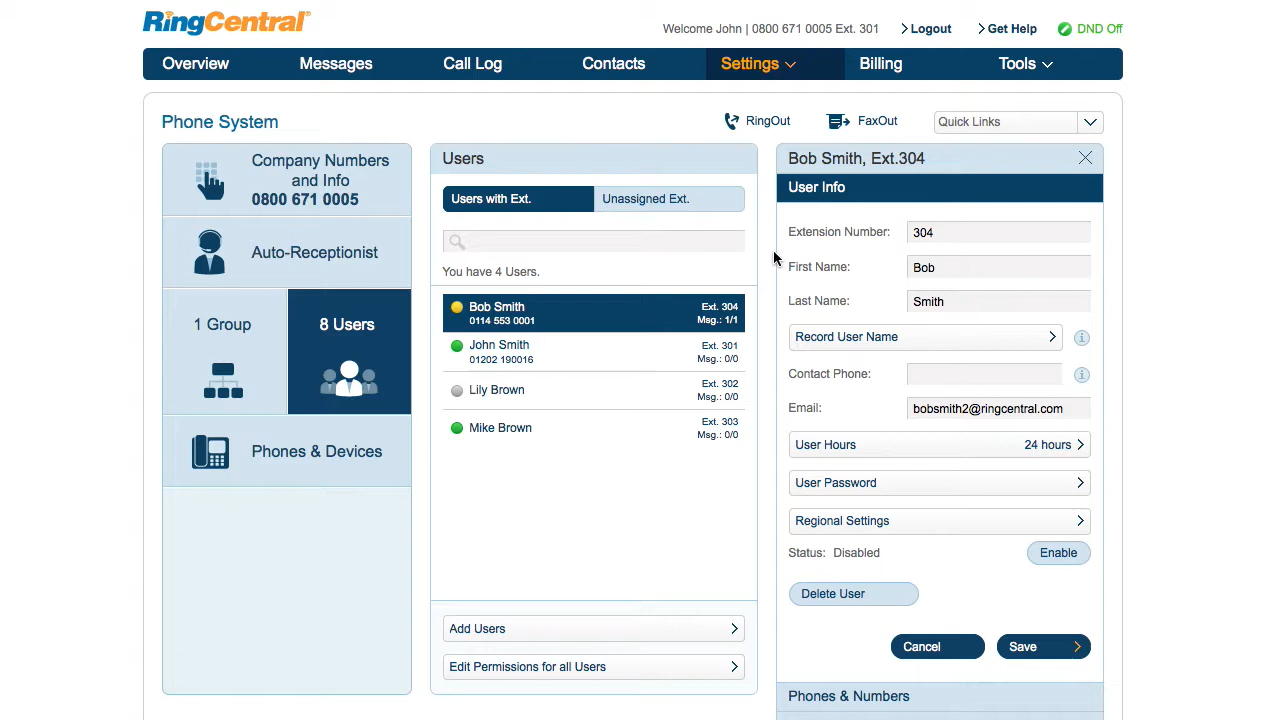 RingCentral®
Welcome John | 0800 671 0005 Ext. 301
Logout
Get Help
DND Off
Overview
Messages
Call Log
Contacts
Settings
Billing
Tools
Phone System
RingOut
FaxOut
Quick Links
Company Numbers
and Info
0800 671 0005
Auto-Receptionist
1 Group
8 Users
Phones & Devices
Users
Users with Ext.
Unassigned Ext.
You have 4 Users.
Bob Smith
Ext. 304
0114 553 0001
Msg.: 1/1
John Smith
Ext. 301
01202 190016
Msg.: 0/0
Lily Brown
Ext. 302
Msg.: 0/0
Mike Brown
Ext. 303
Msg.: 0/0
Add Users
Edit Permissions for all Users
Bob Smith, Ext.304
User Info
Extension Number:
304
First Name:
Bob
Last Name:
Smith
Record User Name
Contact Phone:
Email:
bobsmith2@ringcentral.com
User Hours
24 hours
User Password
Regional Settings
Status: Disabled
Enable
Delete User
Cancel
Save
Phones & Numbers